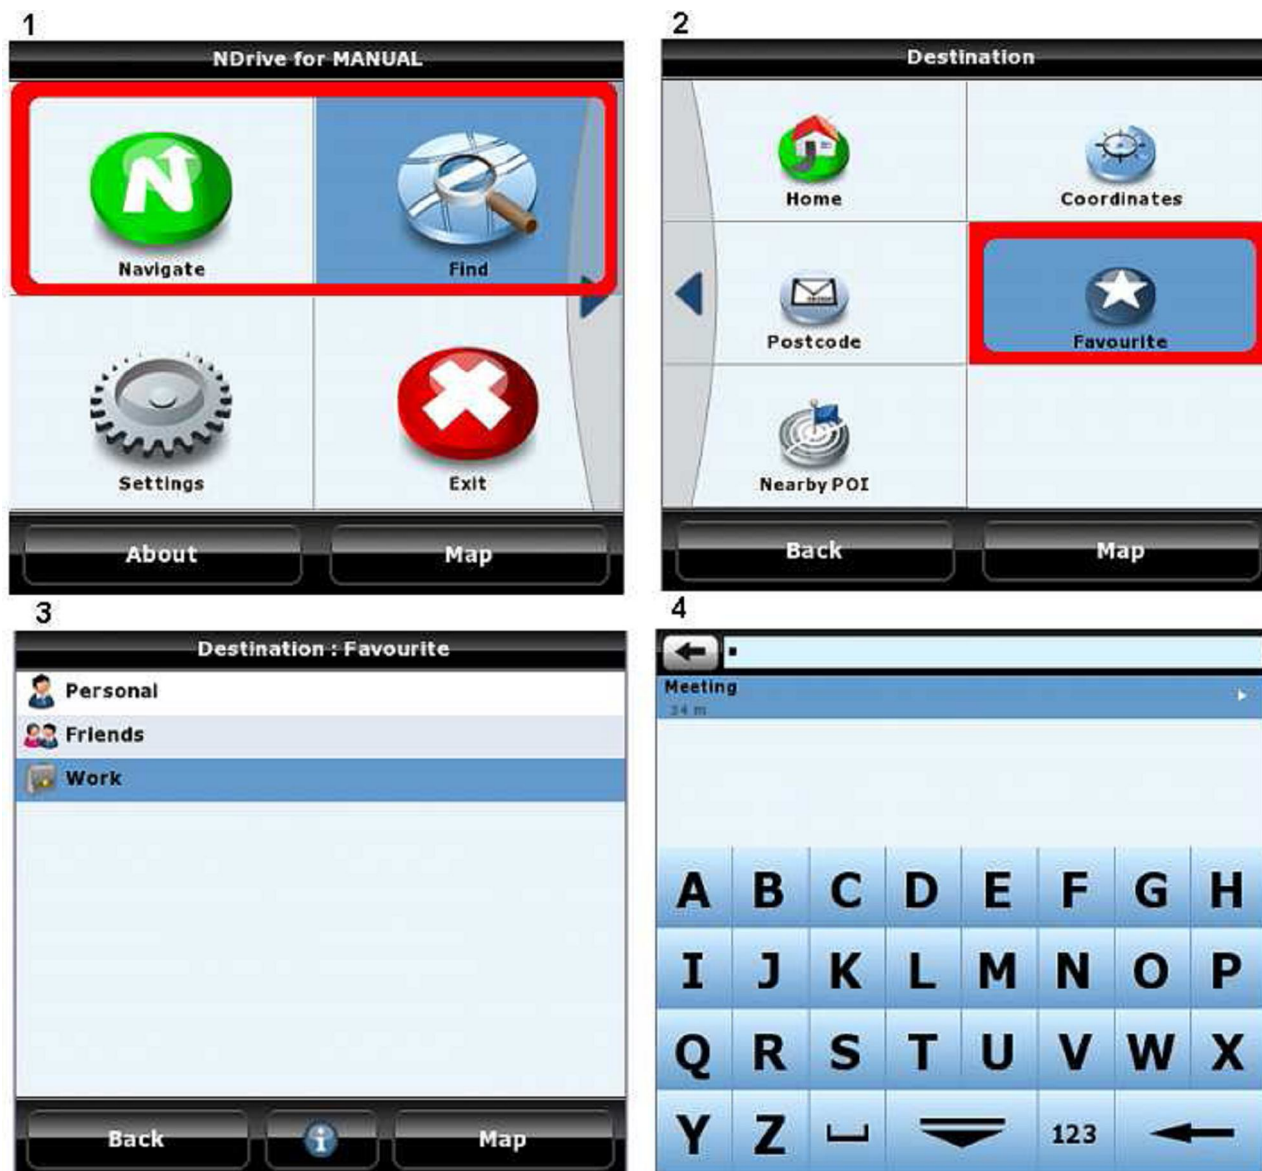 1
NDrive for MANUAL
Navigate
Find
Settings
Exit
About
Map
2
Destination
Home
Coordinates
Postcode
Favourite
Nearby POI
Back
Map
3
Destination : Favourite
Personal
Friends
Work
Back
Map
4
Meeting
34 m
A B C D E F G H
I J K L M N O P
Q R S T U V W X
Y Z 123